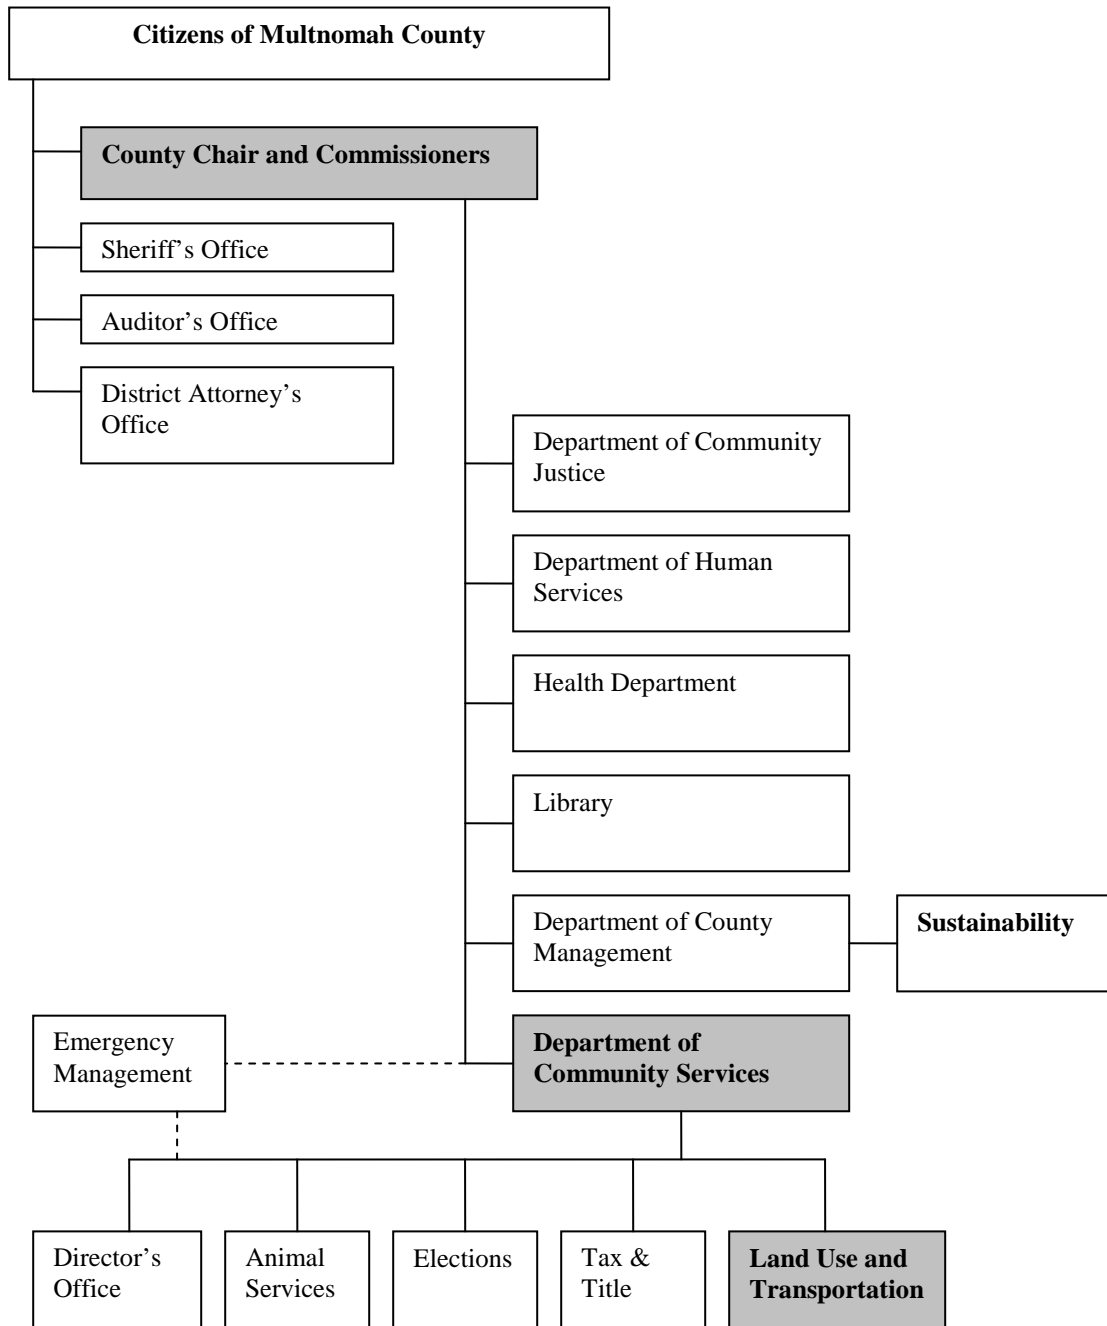 Citizens of Multnomah County
County Chair and Commissioners
Sheriff’s Office
Auditor’s Office
District Attorney’s
Office
Department of Community
Justice
Department of Human
Services
Health Department
Library
Department of County
Management
Sustainability
Emergency
Management
Department of
Community Services
Director’s
Office
Animal
Services
Elections
Tax &
Title
Land Use and
Transportation